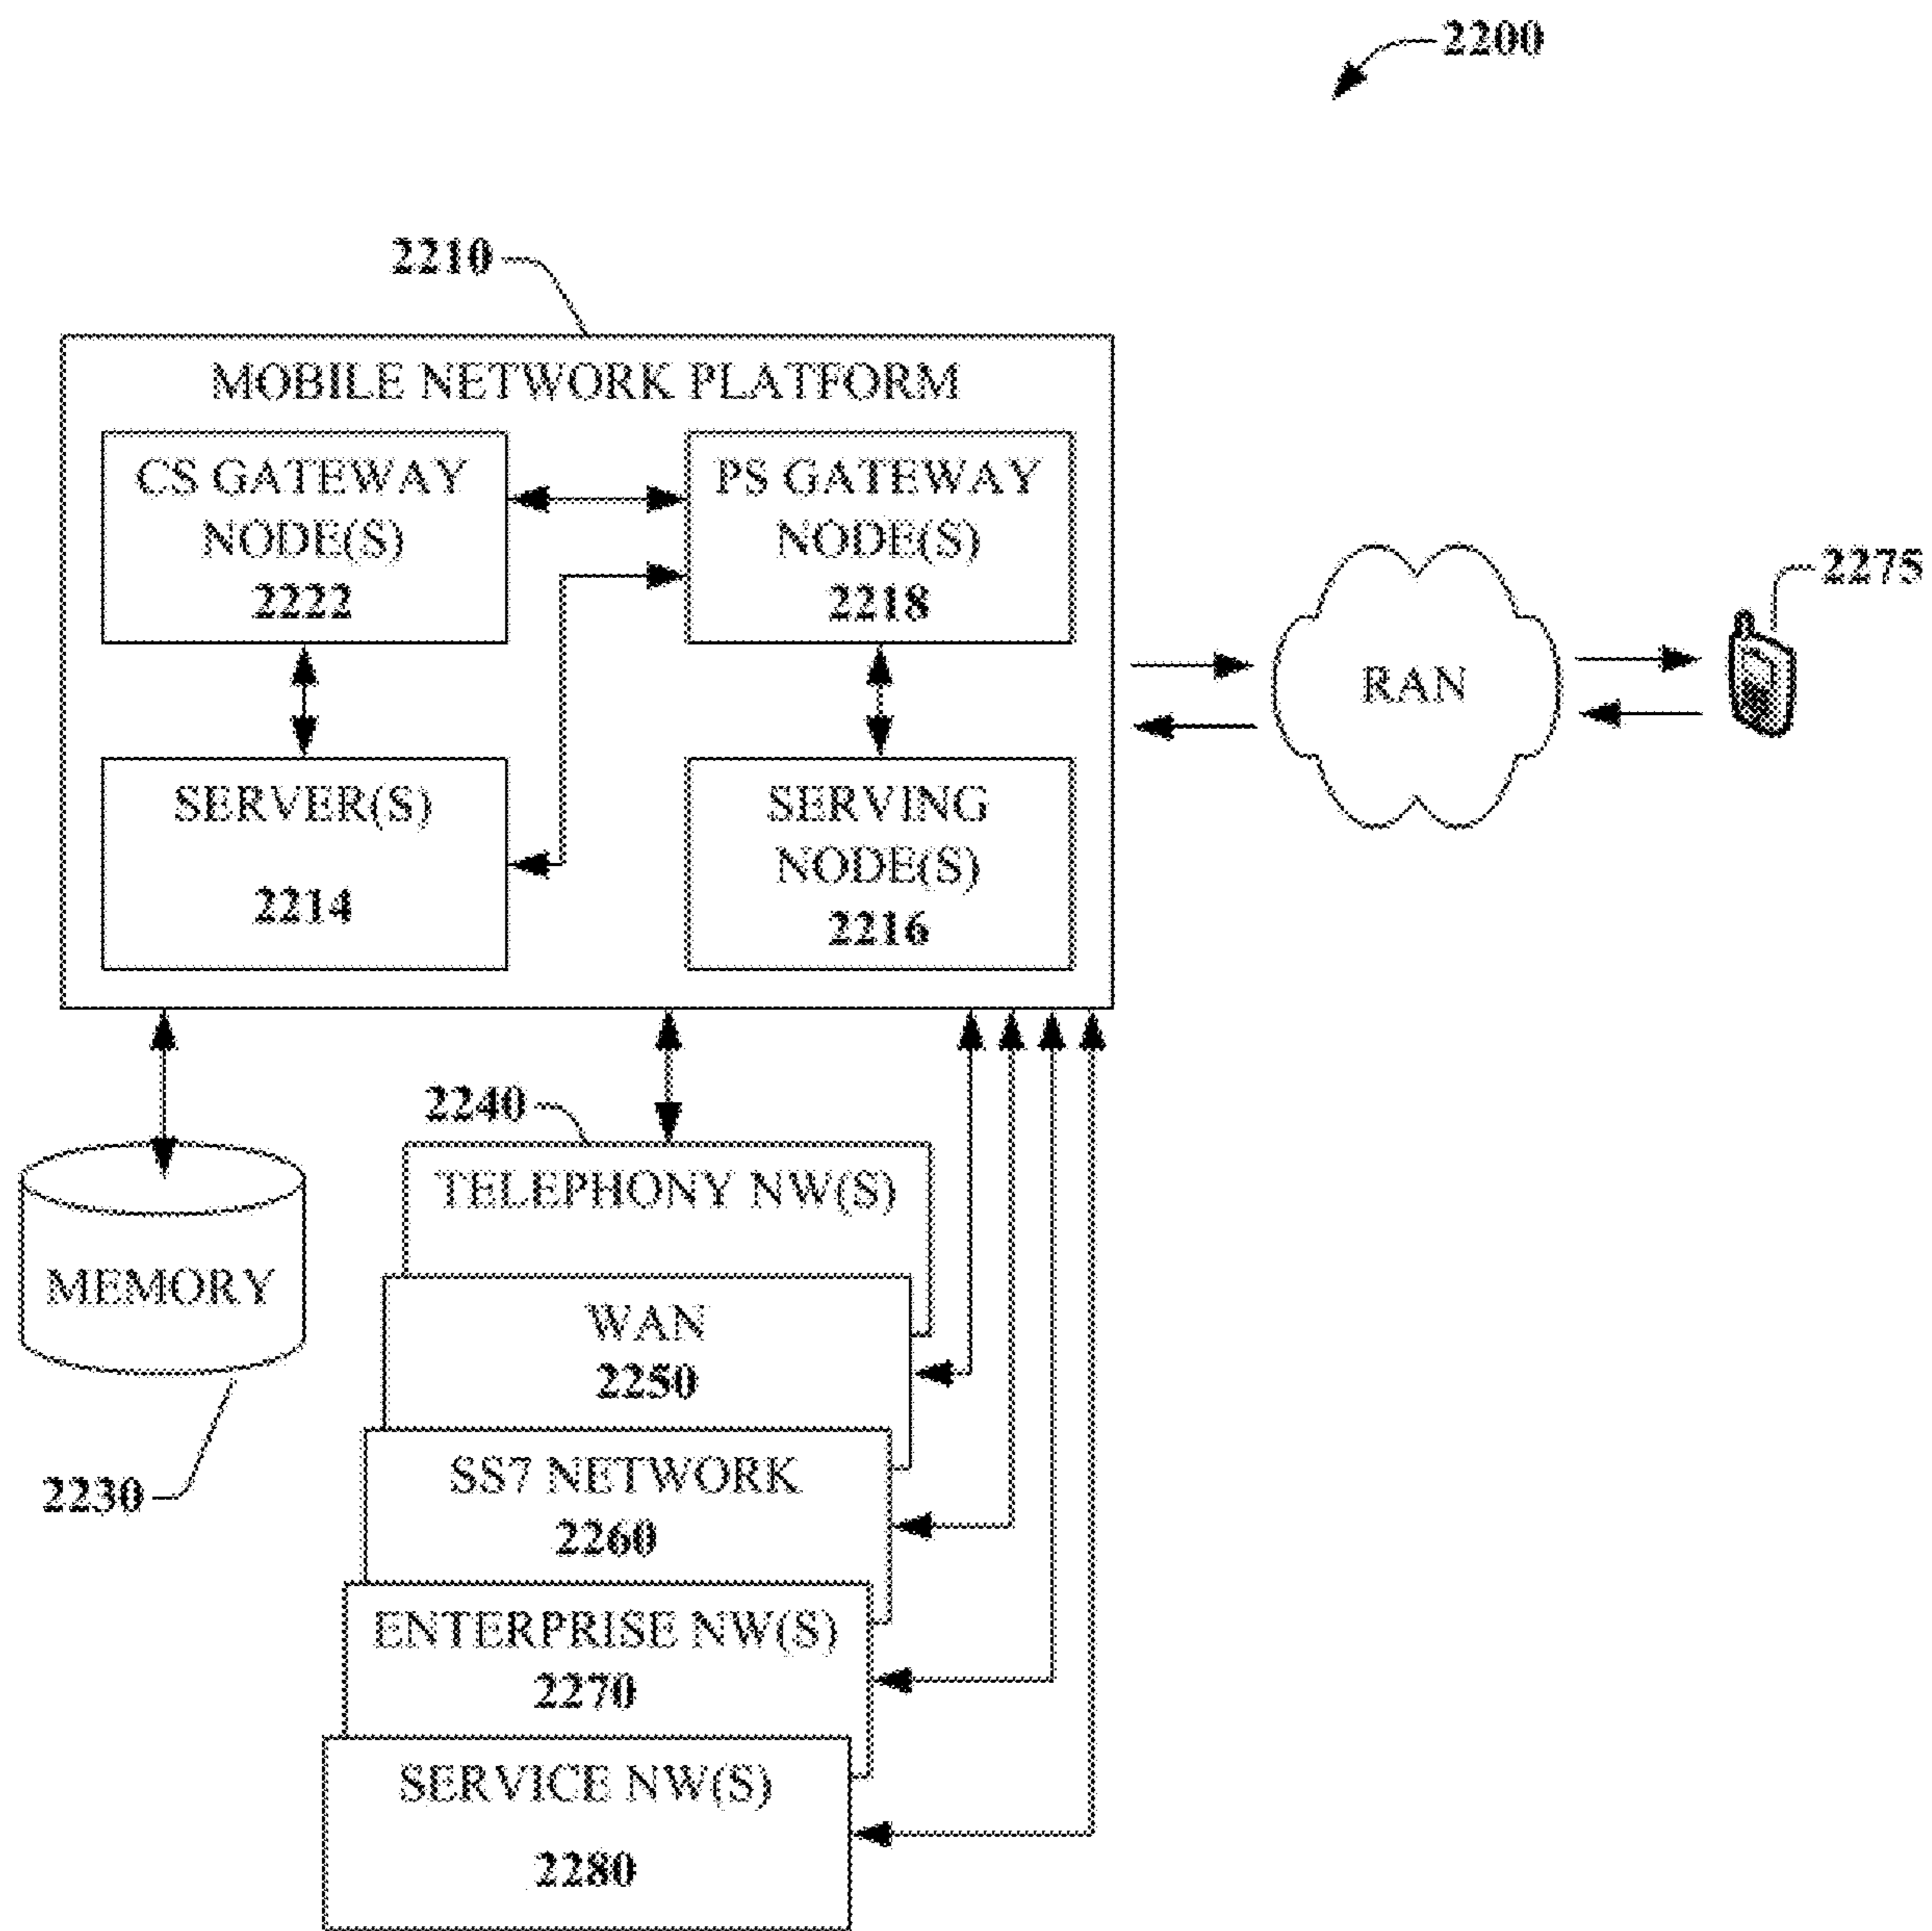 2200
2210
MOBILE NETWORK PLATFORM
CS GATEWAY
NODE(S)
2222
PS GATEWAY
NODE(S)
2218
SERVER(S)
2214
SERVING
NODE(S)
2216
RAN
2275
2240
TELEPHONY NW(S)
MEMORY
2230
WAN
2250
SS7 NETWORK
2260
ENTERPRISE NW(S)
2270
SERVICE NW(S)
2280